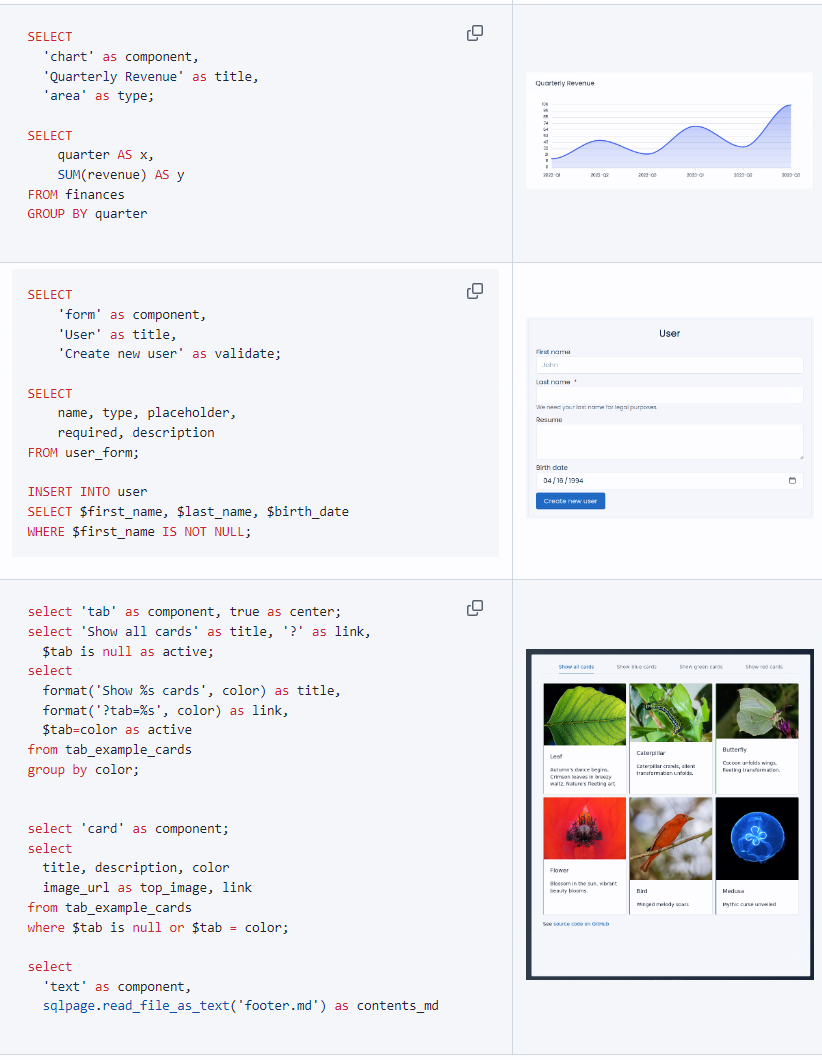 SELECT
'chart' as component,
'Quarterly Revenue' as title,
'area' as type;
SELECT
quarter AS x,
SUM(revenue) AS y
FROM finances
GROUP BY quarter
Quarterly Revenue
2022-Q1 2022-Q2 2022-Q3 2023-Q1
SELECT
'form' as component,
'User' as title,
'Create new user' as validate;
SELECT
name, type, placeholder,
required, description
FROM user_form;
INSERT INTO user
SELECT $first_name, $last_name, $birth_date
WHERE $first_name IS NOT NULL;
User
First name
John
Last name *
We need your last name for legal purposes.
Resume
Birth date
04/16/1994
Create new user
select 'tab' as component, true as center;
select 'Show all cards' as title, '?' as link,
$tab is null as active;
select
format('Show %s cards', color) as title,
format('?tab=%s', color) as link,
$tab=color as active
from tab_example_cards
group by color;
select 'card' as component;
select
title, description, color
image_url as top_image, link
from tab_example_cards
where $tab is null or $tab = color;
select
'text' as component,
sqlpage.read_file_as_text('footer.md') as contents_md
Show all cards Show blue cards Show green cards Show red cards
Leaf
Autumn's dance begins,
Crimson leaves in breezy
waltz, Nature's fleeting art.
Caterpillar
Caterpillar crawls, silent
transformation unfolds.
Butterfly
Cocoon unfolds wings,
fleeting transformation.
Flower
Blossom in the sun, vibrant
beauty blooms.
Bird
Winged melody soars
Medusa
Mythic curse unveiled
See source code on GitHub